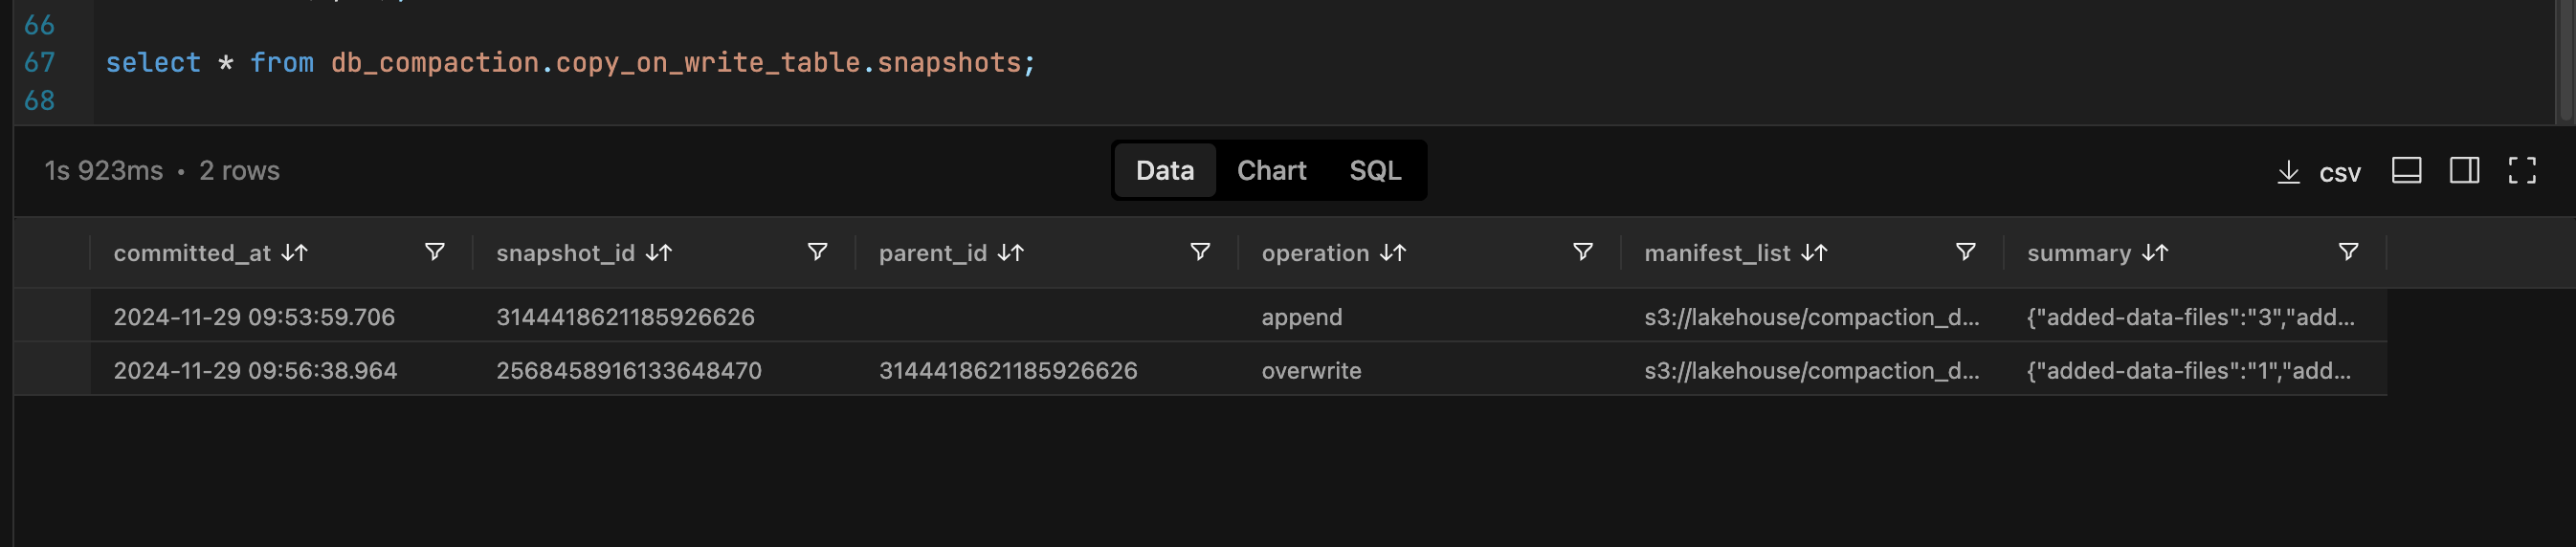 66
67 select * from db_compaction.copy_on_write_table.snapshots;
68
1s 923ms • 2 rows Data Chart SQL CSV
committed_at snapshot_id parent_id operation manifest_list summary
2024-11-29 09:53:59.706 3144418621185926626 append s3://lakehouse/compaction_d... {"added-data-files":"3","add...
2024-11-29 09:56:38.964 2568458916133648470 3144418621185926626 overwrite s3://lakehouse/compaction_d... {"added-data-files":"1","add...